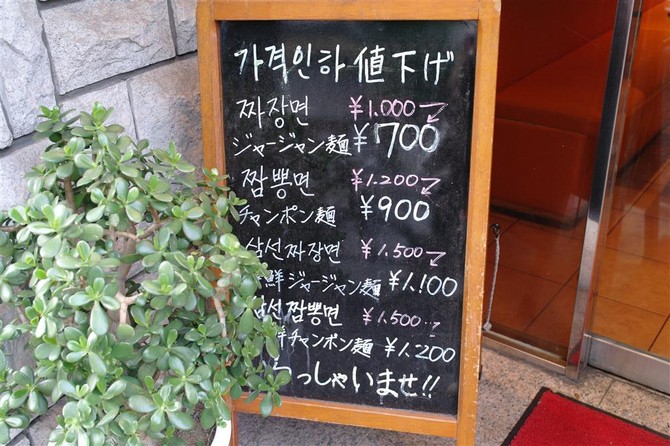 가격인하 値下げ
짜장면 ¥1.000
ジャージャン麺 ¥700
짬뽕면 ¥1.200
チャンポン麺 ¥900
삼선짜장면 ¥1.500
鮮ジャージャン麺 ¥1.100
삼선짬뽕면 ¥1.500
鮮チャンポン麺 ¥1.200
らっしゃいませ!!